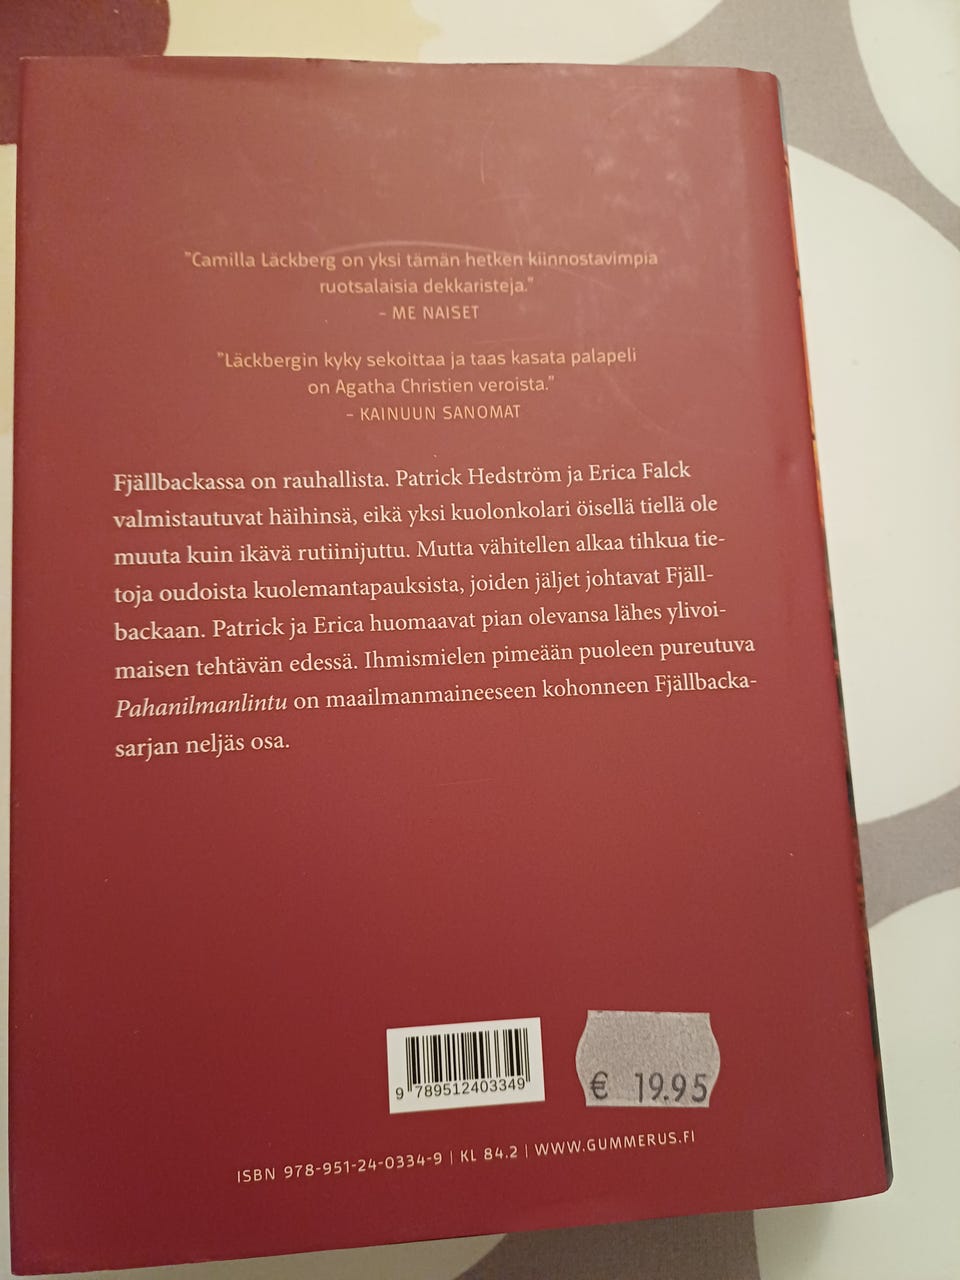 "Camilla Läckberg on yksi tämän hetken kiinnostavimpia
ruotsalaisia dekkaristeja."
– ME NAISET
"Läckbergin kyky sekoittaa ja taas kasata palapeli
on Agatha Christien veroista."
– KAINUUN SANOMAT
Fjällbackassa on rauhallista. Patrick Hedström ja Erica Falck
valmistautuvat häihinsä, eikä yksi kuolonkolari öisellä tiellä ole
muuta kuin ikävä rutiinijuttu. Mutta vähitellen alkaa tihkua tie-
toja oudoista kuolemantapauksista, joiden jäljet johtavat Fjäll-
backaan. Patrick ja Erica huomaavat pian olevansa lähes ylivoi-
maisen tehtävän edessä. Ihmismielen pimeään puoleen pureutuva
Pahanilmanlintu on maailmanmaineeseen kohonneen Fjällbacka-
sarjan neljäs osa.
9 789512403349
€ 19.95
ISBN 978-951-24-0334-9 | KL 84.2 | WWW.GUMMERUS.FI